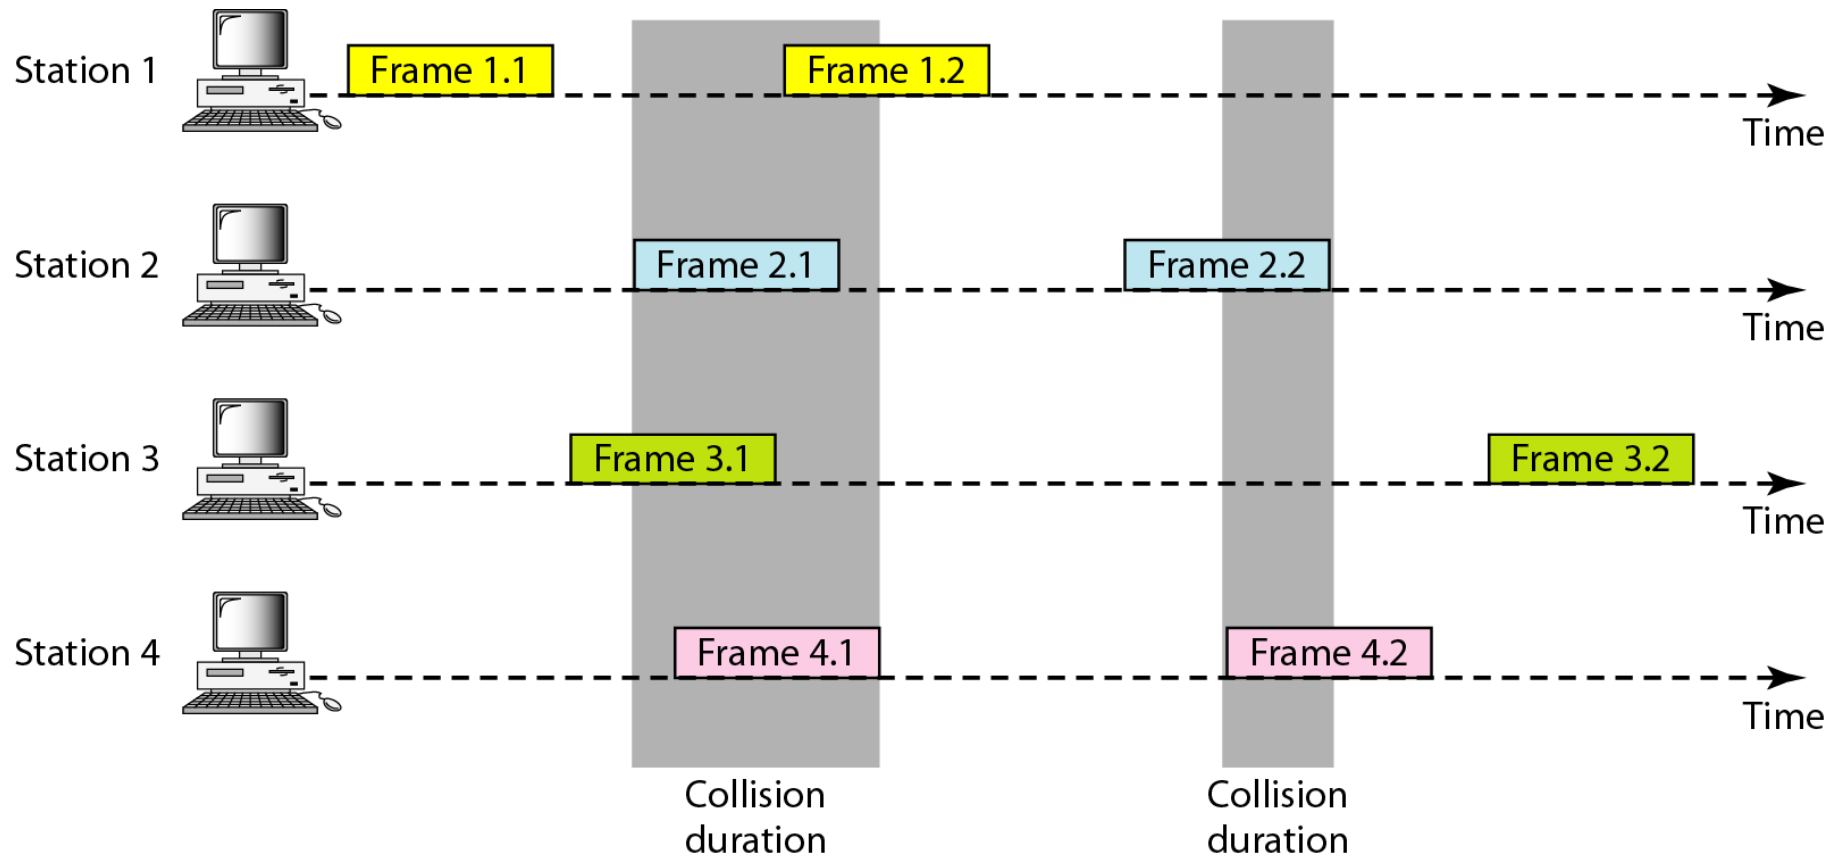 Station 1
Frame 1.1
Frame 1.2
Time
Station 2
Frame 2.1
Frame 2.2
Time
Station 3
Frame 3.1
Frame 3.2
Time
Station 4
Frame 4.1
Frame 4.2
Time
Collision
duration
Collision
duration